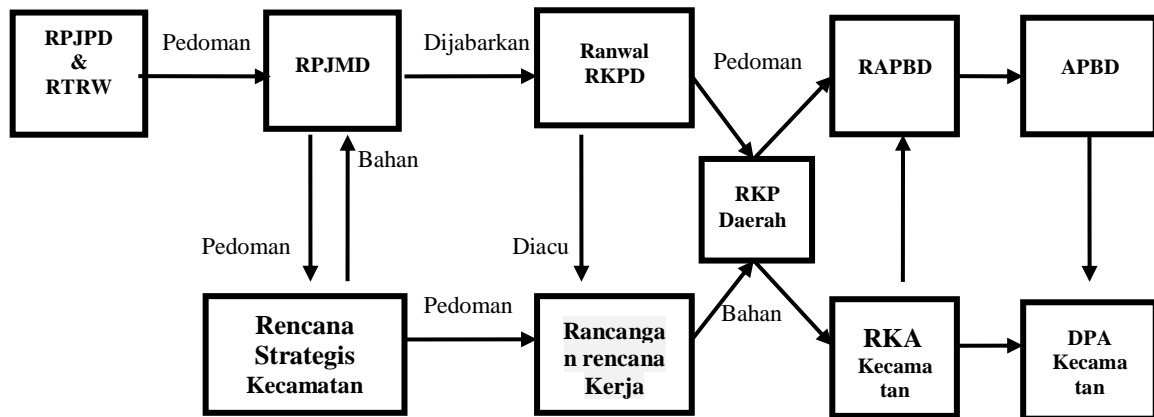 RPJPD
&
RTRW
Pedoman
RPJMD
Dijabarkan
Ranwal
RKPD
Pedoman
RAPBD
APBD
Bahan
RKP
Daerah
Pedoman
Diacu
Rencana
Strategis
Kecamatan
Pedoman
Rancanga
n rencana
Kerja
Bahan
RKA
Kecama
tan
DPA
Kecama
tan